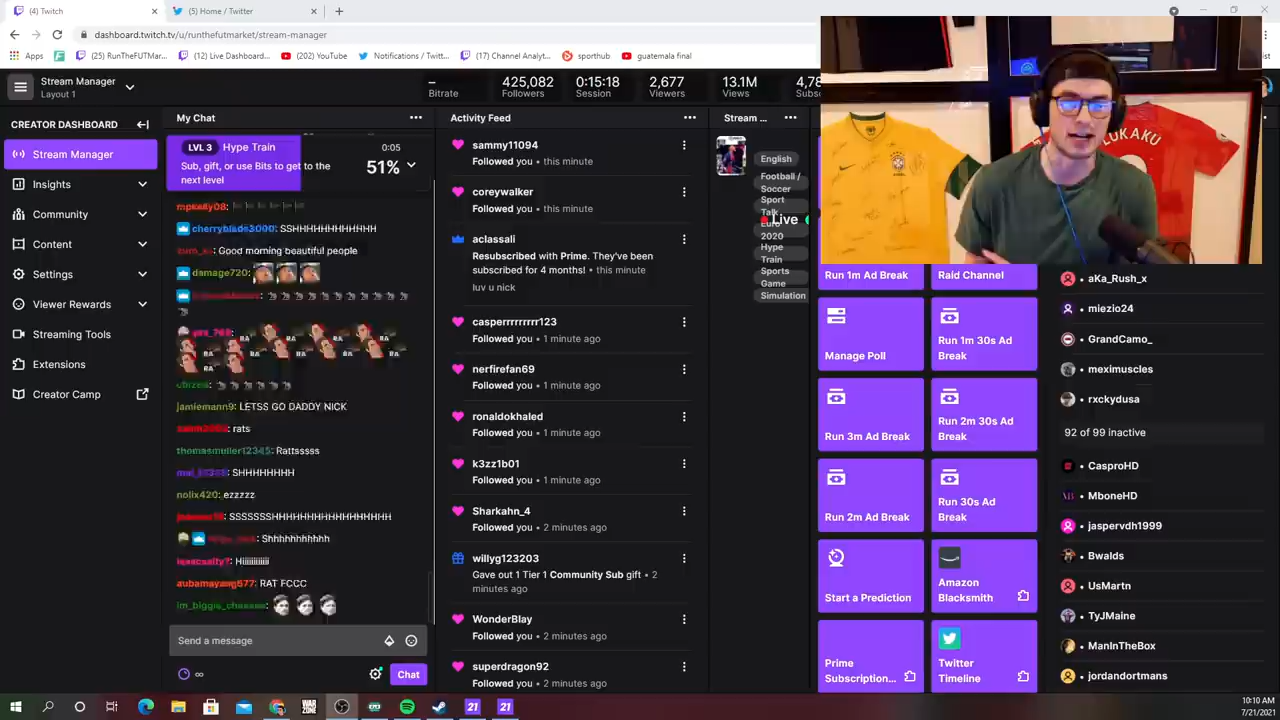 (4) Twitch
(5) Home / Twitter
dashboard.twitch.tv/u/runthefutmarket/stream-manager
Apps
(25) RunTheFUTMar...
(12) Live Dashboard...
(202) YouTube
Notifications / Twitt...
(17) Channel Analyt...
sporthub
guatemala final
Stream Manager
Layout 1
–
Bitrate
425,082
Followers
0:15:18
Session
2,677
Viewers
13.1M
Views
CREATOR DASHBOARD
Stream Manager
Insights
Community
Content
Settings
Viewer Rewards
Streaming Tools
Extensions
Creator Camp
My Chat
LVL 3 Hype Train
Sub, gift, or use Bits to get to the
next level
0:05
51%
cherryblade3000: SSHHHHHHHHHHHH
Good morning beautiful people
damage720:
jamiemann9: LETSS GO DADDY NICK
rats
thomasmuller12345: Rattsssss
SHHHHHHHH
nolix420: ezzzzz
SSSSSSSHHHHHHHHHHHHHHHHH
Shhhhhhhhhh
Hiiiiiiiiiiiii
RAT FCCC
Send a message
Chat
Activity Feed
sammy11094
Followed you • this minute
coreywalker
Followed you • this minute
aclassali
Resubscribed with Prime. They've been
subscribed for 4 months! • this minute
luv u nick
casperrrrrrrrr123
Followed you • 1 minute ago
nerfirefan69
Followed you • 1 minute ago
ronaldokhaled
Followed you • 1 minute ago
k3zz1b01
Followed you • 1 minute ago
Sharkahn_4
Followed you • 2 minutes ago
willyg123203
Gave out 1 Tier 1 Community Sub gift • 2
minutes ago
WonderBlay
Followed you • 2 minutes ago
superdragon92
Followed you • 2 minutes ago
Stream ...
English
Football /
Soccer
Sport
Talk
Live
Euro
2020
Hype
Train
Sports
Game
Simulation
LUKAKU
Run 1m Ad Break
Raid Channel
Manage Poll
Run 1m 30s Ad
Break
Run 3m Ad Break
Run 2m 30s Ad
Break
Run 2m Ad Break
Run 30s Ad
Break
Start a Prediction
Amazon
Blacksmith
Prime
Subscription...
Twitter
Timeline
aKa_Rush_x
miezio24
GrandCamo_
meximuscles
rxckydusa
92 of 99 inactive
CasproHD
MboneHD
jaspervdh1999
Bwalds
UsMartn
TyJMaine
ManInTheBox
jordandortmans
21
21
10:10 AM
7/21/2021